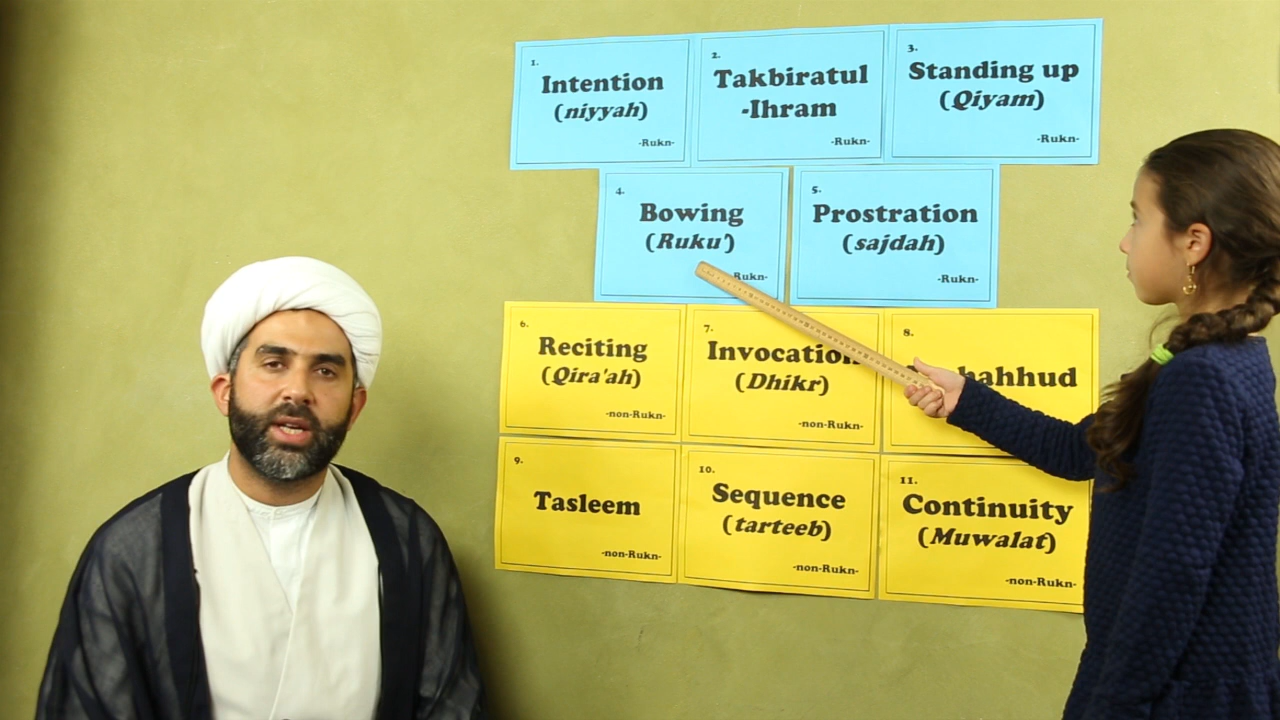 1.
Intention
(niyyah)
-Rukn-
2.
Takbiratul
-Ihram
-Rukn-
3.
Standing up
(Qiyam)
-Rukn-
4.
Bowing
(Ruku')
Rukn-
5.
Prostration
(sajdah)
-Rukn-
6.
Reciting
(Qira'ah)
-non-Rukn-
7.
Invocation
(Dhikr)
-non-Rukn-
8.
hahhud
9.
Tasleem
-non-Rukn-
10.
Sequence
(tarteeb)
-non-Rukn-
11.
Continuity
(Muwalat)
-non-Rukn-